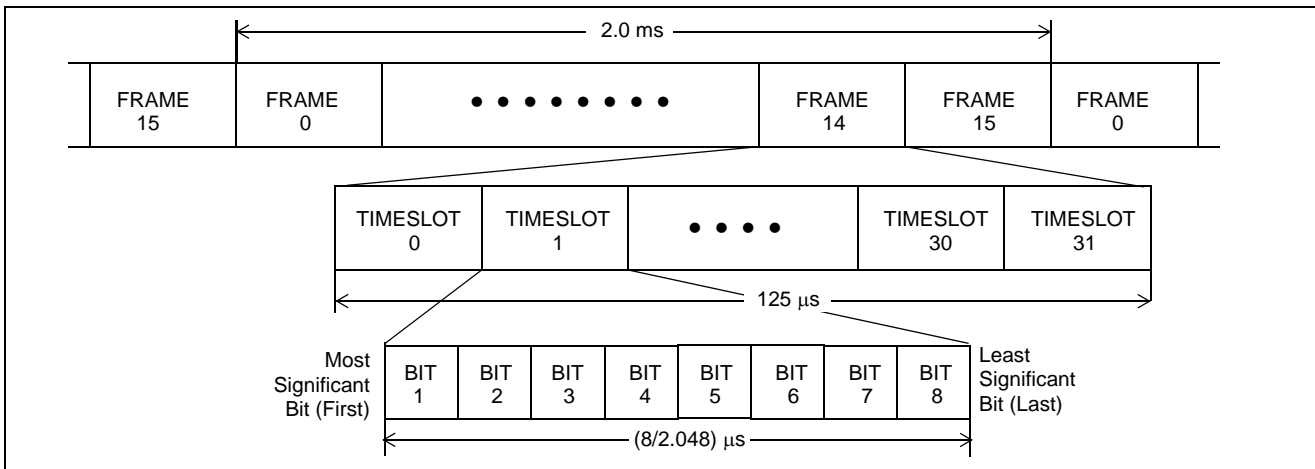 2.0 ms
FRAME 15
FRAME 0
FRAME 14
FRAME 15
FRAME 0
TIMESLOT 0
TIMESLOT 1
TIMESLOT 30
TIMESLOT 31
125 μs
Most Significant Bit (First)
BIT 1
BIT 2
BIT 3
BIT 4
BIT 5
BIT 6
BIT 7
BIT 8
Least Significant Bit (Last)
(8/2.048) μs